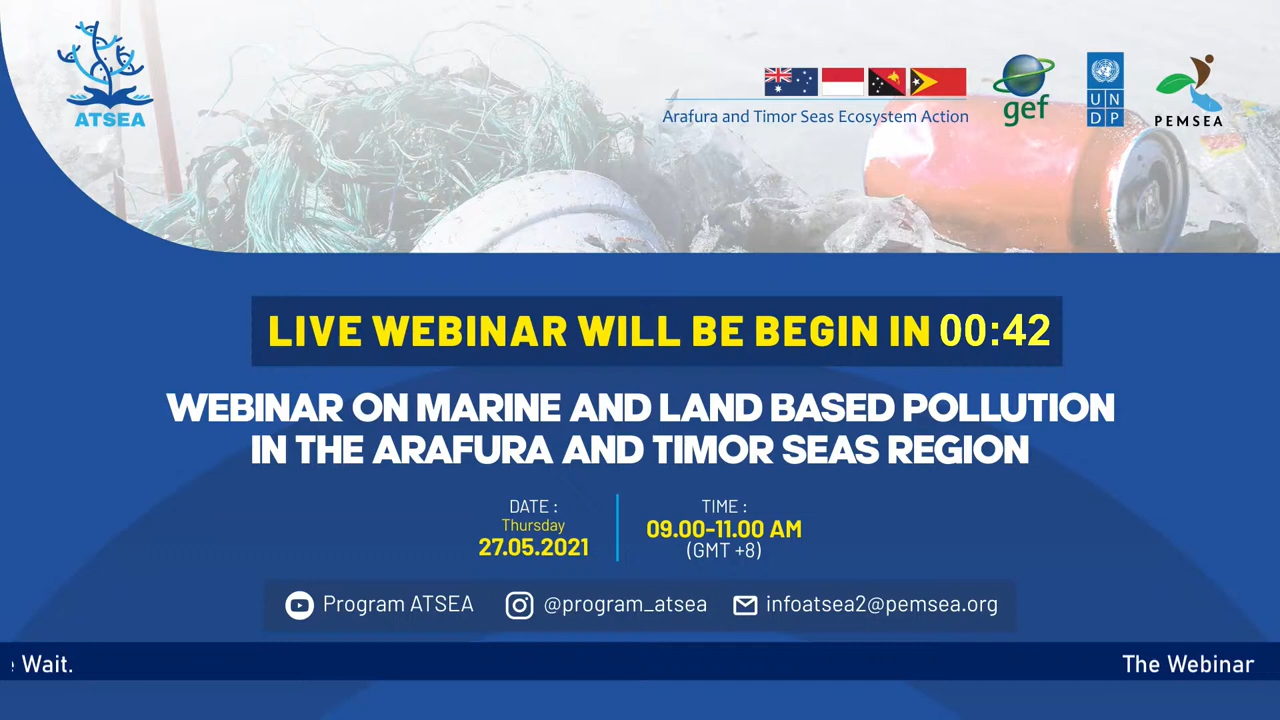 ATSEA
Arafura and Timor Seas Ecosystem Action
gef
UN
DP
PEMSEA
LIVE WEBINAR WILL BE BEGIN IN 00:42
WEBINAR ON MARINE AND LAND BASED POLLUTION
IN THE ARAFURA AND TIMOR SEAS REGION
DATE :
Thursday
27.05.2021
TIME :
09.00-11.00 AM
(GMT +8)
Program ATSEA
@program_atsea
infoatsea2@pemsea.org
Wait.
The Webinar